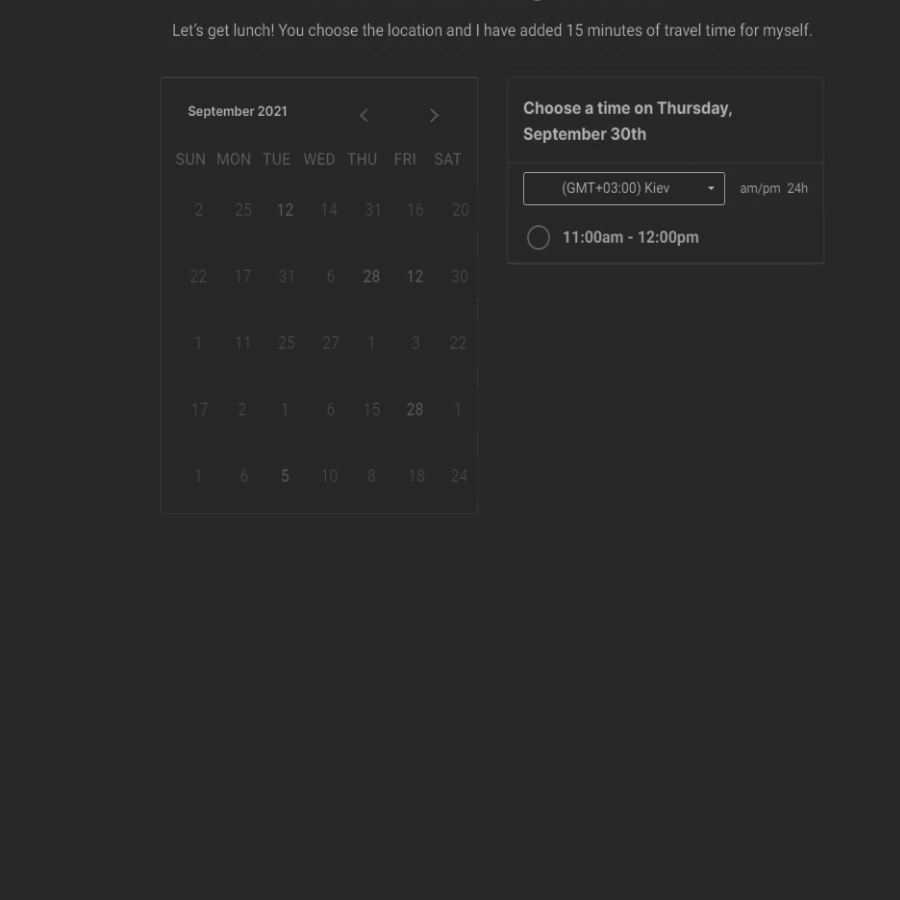 Let's get lunch! You choose the location and I have added 15 minutes of travel time for myself.
September 2021
SUN MON TUE WED THU FRI SAT
2 25 12 14 31 16 20
22 17 31 6 28 12 30
1 11 25 27 1 3 22
17 2 1 6 15 28 1
1 6 5 10 8 18 24
Choose a time on Thursday,
September 30th
(GMT+03:00) Kiev am/pm 24h
11:00am - 12:00pm